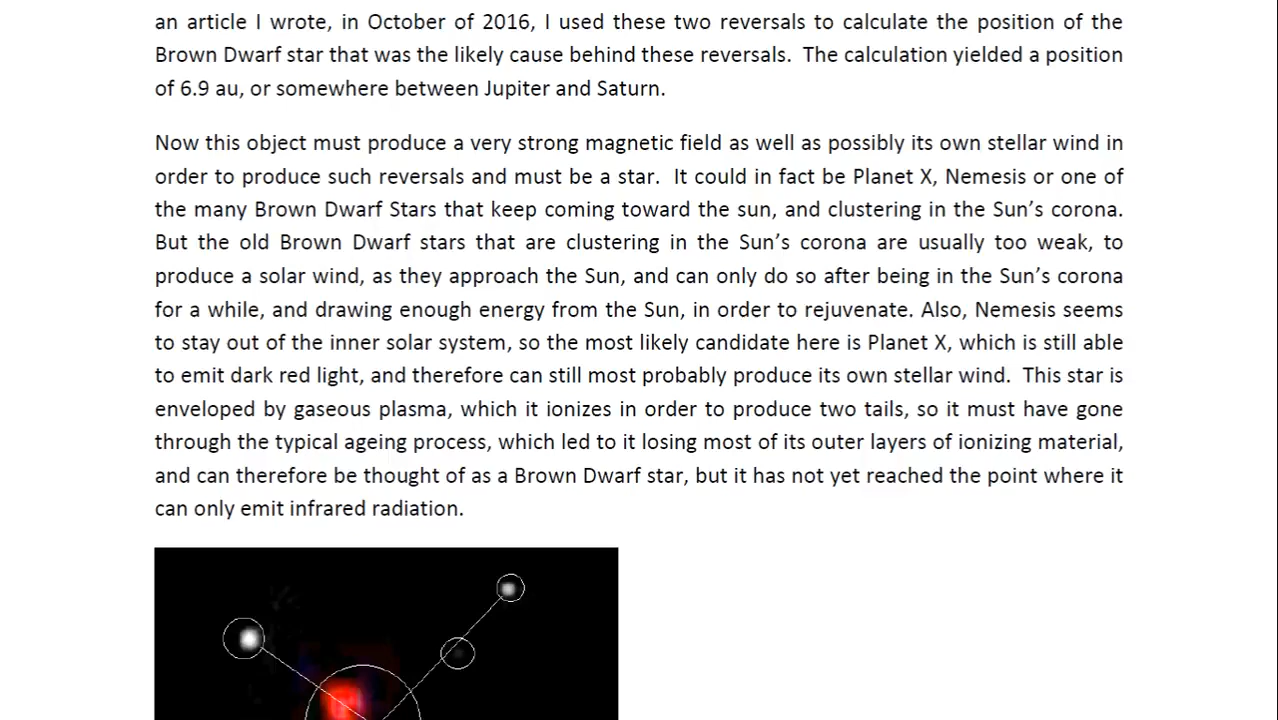 an article I wrote, in October of 2016, I used these two reversals to calculate the position of the
Brown Dwarf star that was the likely cause behind these reversals. The calculation yielded a position
of 6.9 au, or somewhere between Jupiter and Saturn.
Now this object must produce a very strong magnetic field as well as possibly its own stellar wind in
order to produce such reversals and must be a star. It could in fact be Planet X, Nemesis or one of
the many Brown Dwarf Stars that keep coming toward the sun, and clustering in the Sun’s corona.
But the old Brown Dwarf stars that are clustering in the Sun’s corona are usually too weak, to
produce a solar wind, as they approach the Sun, and can only do so after being in the Sun’s corona
for a while, and drawing enough energy from the Sun, in order to rejuvenate. Also, Nemesis seems
to stay out of the inner solar system, so the most likely candidate here is Planet X, which is still able
to emit dark red light, and therefore can still most probably produce its own stellar wind. This star is
enveloped by gaseous plasma, which it ionizes in order to produce two tails, so it must have gone
through the typical ageing process, which led to it losing most of its outer layers of ionizing material,
and can therefore be thought of as a Brown Dwarf star, but it has not yet reached the point where it
can only emit infrared radiation.